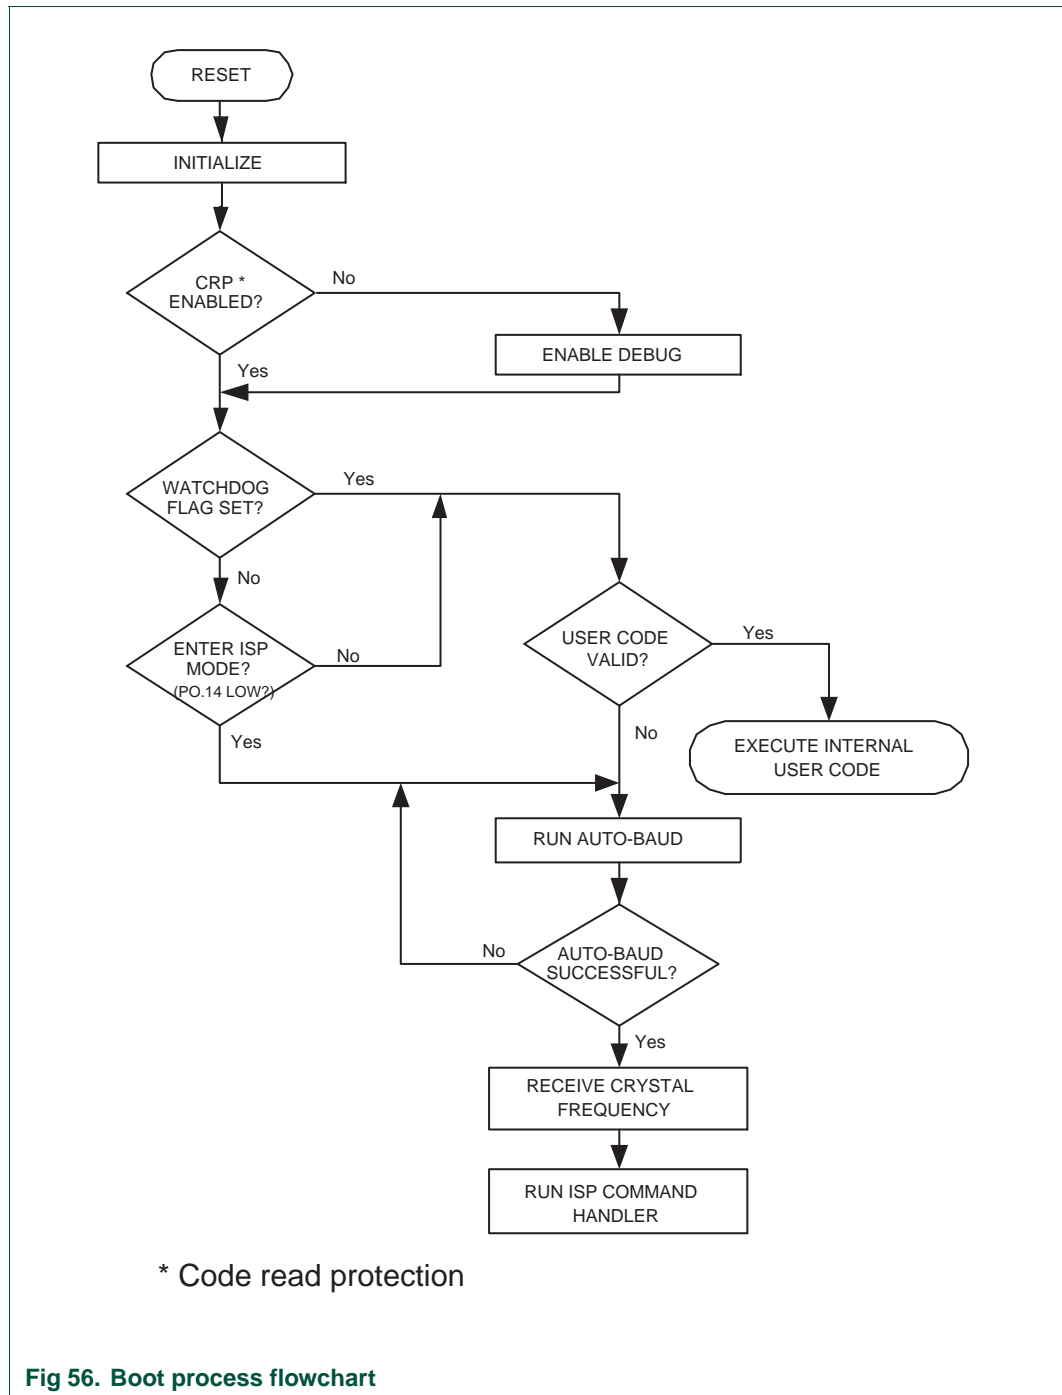 RESET
INITIALIZE
CRP *
ENABLED?
No
ENABLE DEBUG
Yes
WATCHDOG
FLAG SET?
Yes
No
ENTER ISP
MODE?
(PO.14 LOW?)
No
USER CODE
VALID?
Yes
Yes
No
EXECUTE INTERNAL
USER CODE
RUN AUTO-BAUD
No
AUTO-BAUD
SUCCESSFUL?
Yes
RECEIVE CRYSTAL
FREQUENCY
RUN ISP COMMAND
HANDLER
* Code read protection
Fig 56. Boot process flowchart